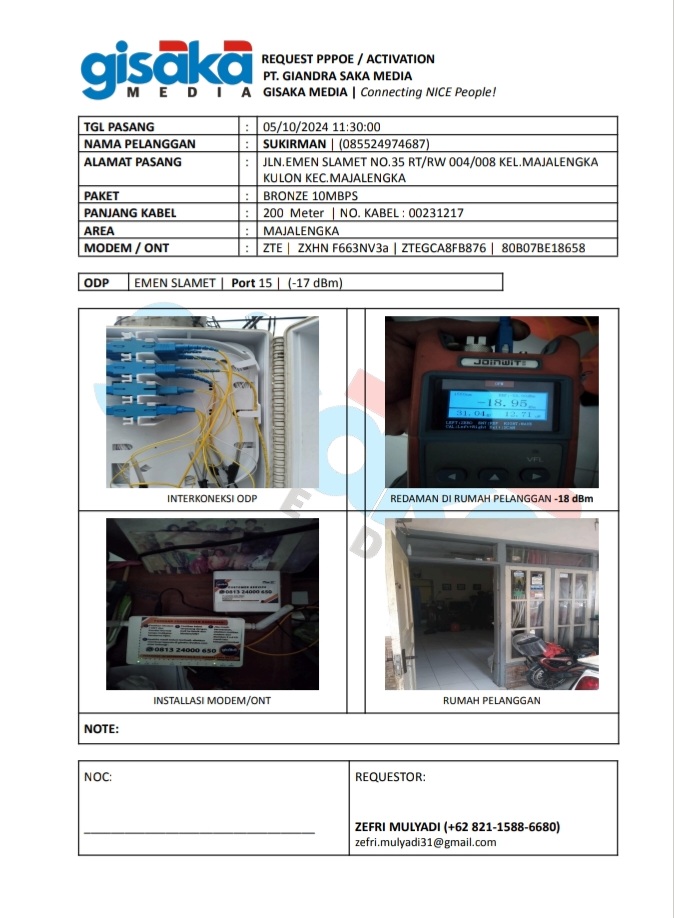 gisaka
MEDIA
REQUEST PPPOE / ACTIVATION
PT. GIANDRA SAKA MEDIA
GISAKA MEDIA | Connecting NICE People!
TGL PASANG : 05/10/2024 11:30:00
NAMA PELANGGAN : SUKIRMAN | (085524974687)
ALAMAT PASANG : JLN.EMEN SLAMET NO.35 RT/RW 004/008 KEL.MAJALENGKA
KULON KEC.MAJALENGKA
PAKET : BRONZE 10MBPS
PANJANG KABEL : 200 Meter | NO. KABEL : 00231217
AREA : MAJALENGKA
MODEM / ONT : ZTE | ZXHN F663NV3a | ZTEGCA8FB876 | 80B07BE18658
ODP EMEN SLAMET | Port 15 | (-17 dBm)
JOINWIT
-18.95
31.04 12.71
VFL
INTERKONEKSI ODP
REDAMAN DI RUMAH PELANGGAN -18 dBm
0813 24000 650
0813 24000 650
INSTALLASI MODEM/ONT
RUMAH PELANGGAN
NOTE:
NOC:
REQUESTOR:
ZEFRI MULYADI (+62 821-1588-6680)
zefri.mulyadi31@gmail.com